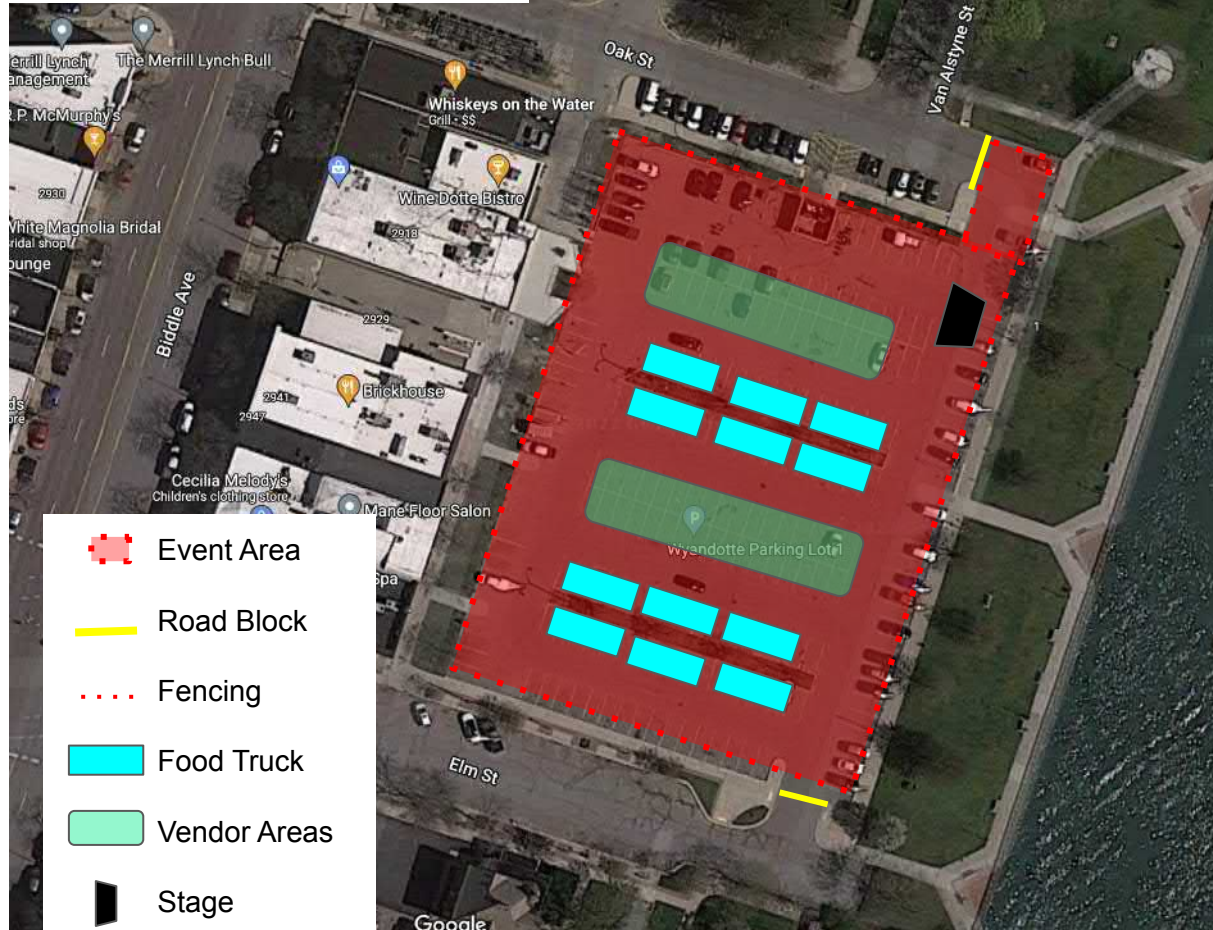 Oak St
Van Alstyne St
errill Lynch
anagement
The Merrill Lynch Bull
Whiskeys on the Water
Grill - $$
R.P. McMurphy's
Wine Dotte Bistro
2930
White Magnolia Bridal
ridal shop
ounge
2918
Biddle Ave
2929
2941
Brickhouse
2947
ds
ore
Cecilia Melody's
Children's clothing store
Mane Floor Salon
P
Wyandotte Parking Lot 1
Spa
1
Elm St
Event Area
Road Block
Fencing
Food Truck
Vendor Areas
Stage
Google